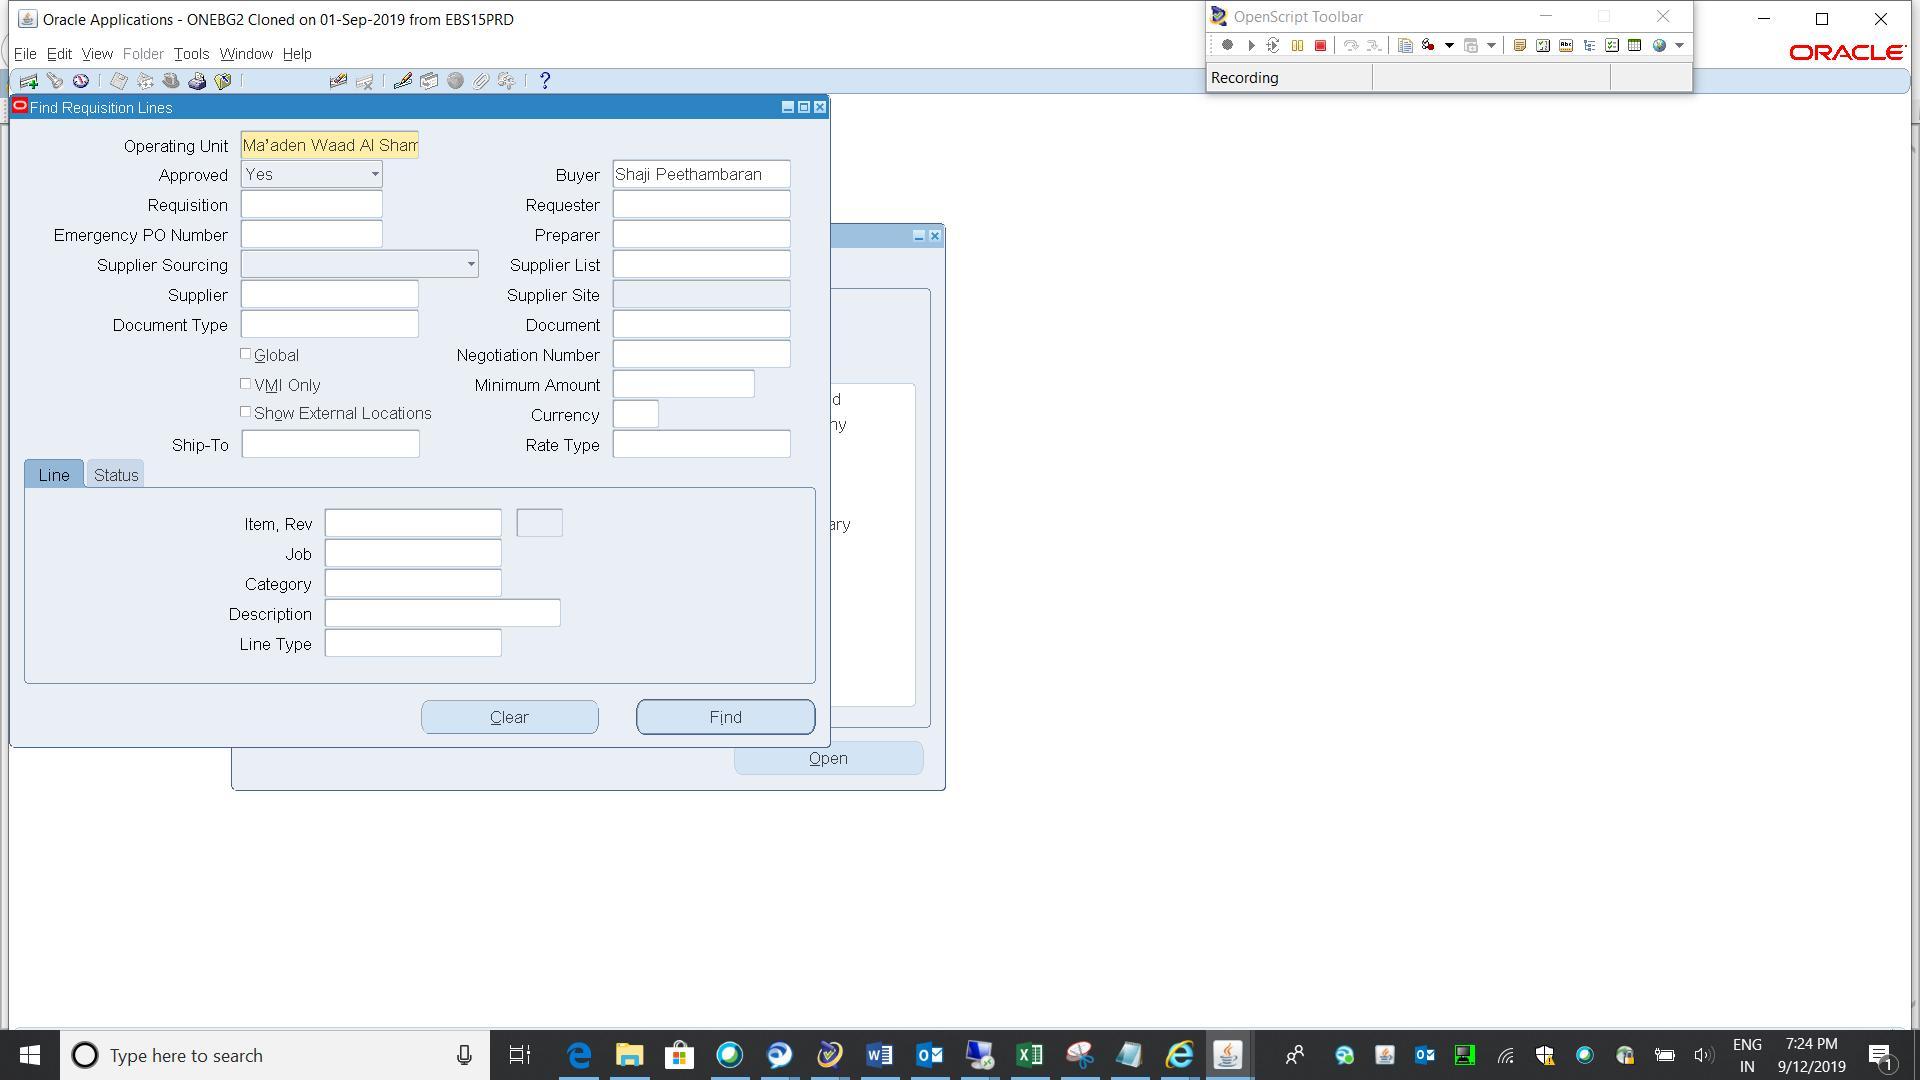 Oracle Applications - ONEBG2 Cloned on 01-Sep-2019 from EBS15PRD
OpenScript Toolbar
File Edit View Folder Tools Window Help
ORACLE
Recording
Find Requisition Lines
Operating Unit Ma'aden Waad Al Sham
Approved Yes Buyer Shaji Peethambaran
Requisition Requester
Emergency PO Number Preparer
Supplier Sourcing Supplier List
Supplier Supplier Site
Document Type Document
Global Negotiation Number
VMI Only Minimum Amount
Show External Locations Currency
Ship-To Rate Type
Line Status
Item, Rev
Job
Category
Description
Line Type
Clear Find
Open
Type here to search
ENG
IN
7:24 PM
9/12/2019
1